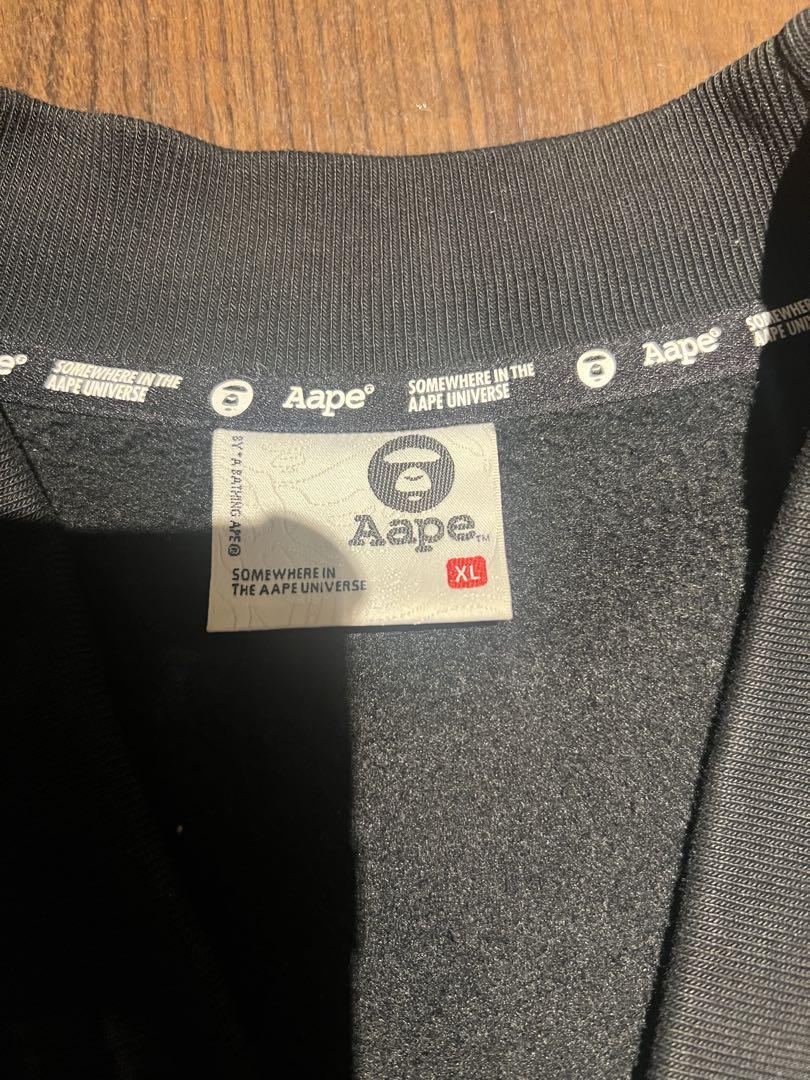 SOMEWHERE IN THE
AAPE UNIVERSE
Aape®
SOMEWHERE IN THE
AAPE UNIVERSE
Aape®
BY *A BATHING APE®
Aape™
XL
SOMEWHERE IN
THE AAPE UNIVERSE